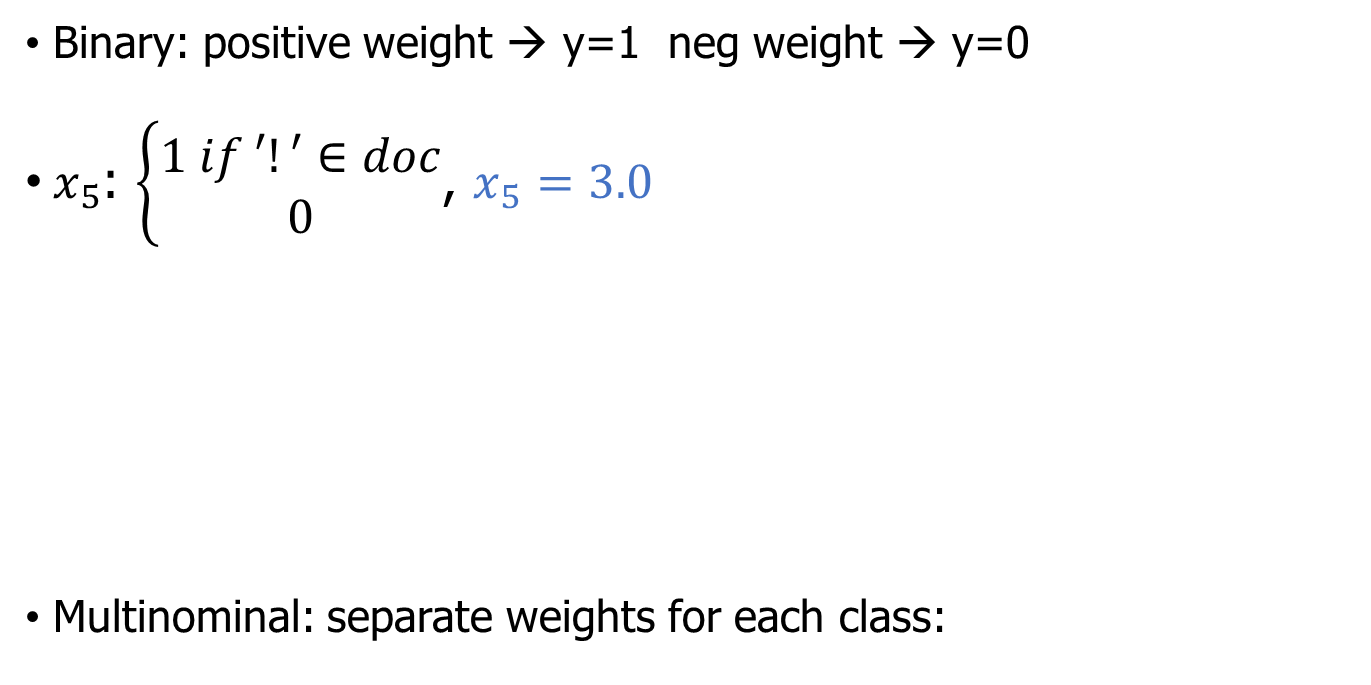 • Binary: positive weight → y=1 neg weight → y=0
• x₅: {1 if '!' ∈ doc
0 , x₅ = 3.0
• Multinominal: separate weights for each class: